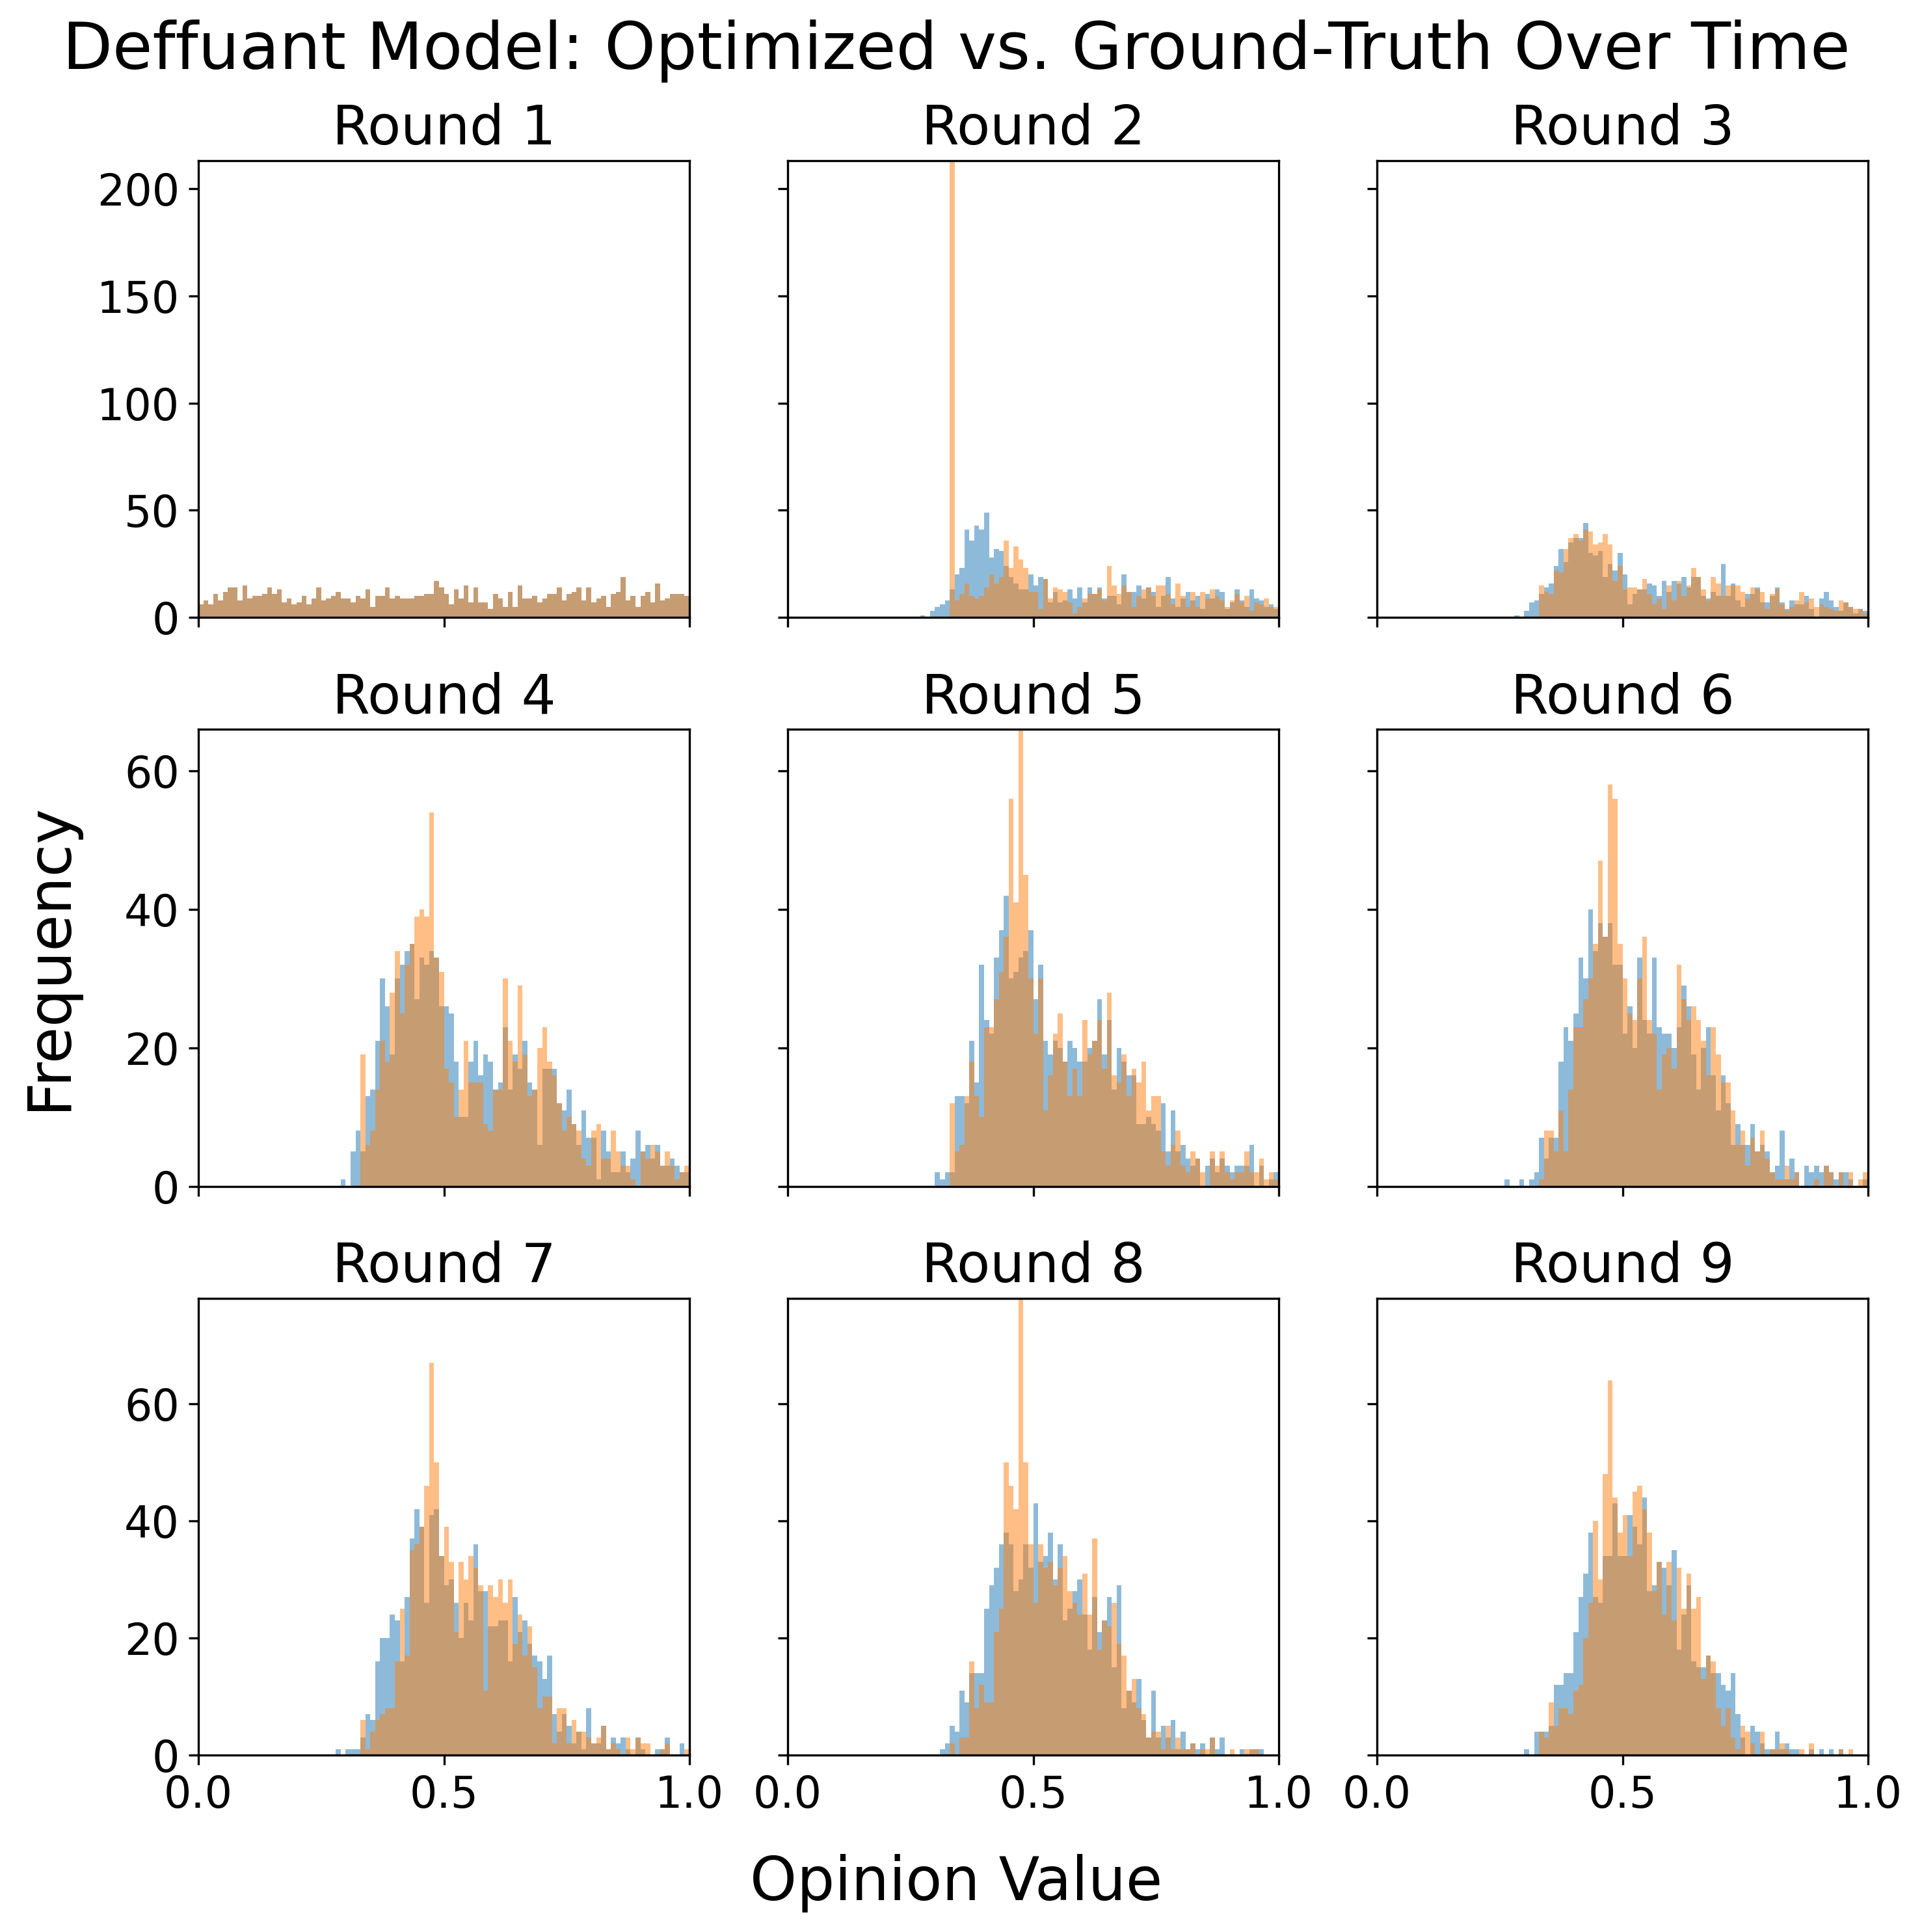 Deffuant Model: Optimized vs. Ground-Truth Over Time
Round 1
Round 2
Round 3
200
150
100
50
0
Round 4
Round 5
Round 6
60
40
20
0
Frequency
Round 7
Round 8
Round 9
60
40
20
0
0.0 0.5 1.0
0.0 0.5 1.0
0.0 0.5 1.0
Opinion Value